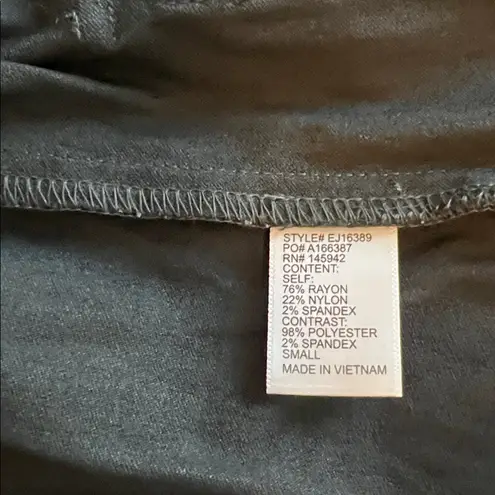 STYLE# EJ16389
PO# A166387
RN# 145942
CONTENT:
SELF:
76% RAYON
22% NYLON
2% SPANDEX
CONTRAST:
98% POLYESTER
2% SPANDEX
SMALL
MADE IN VIETNAM